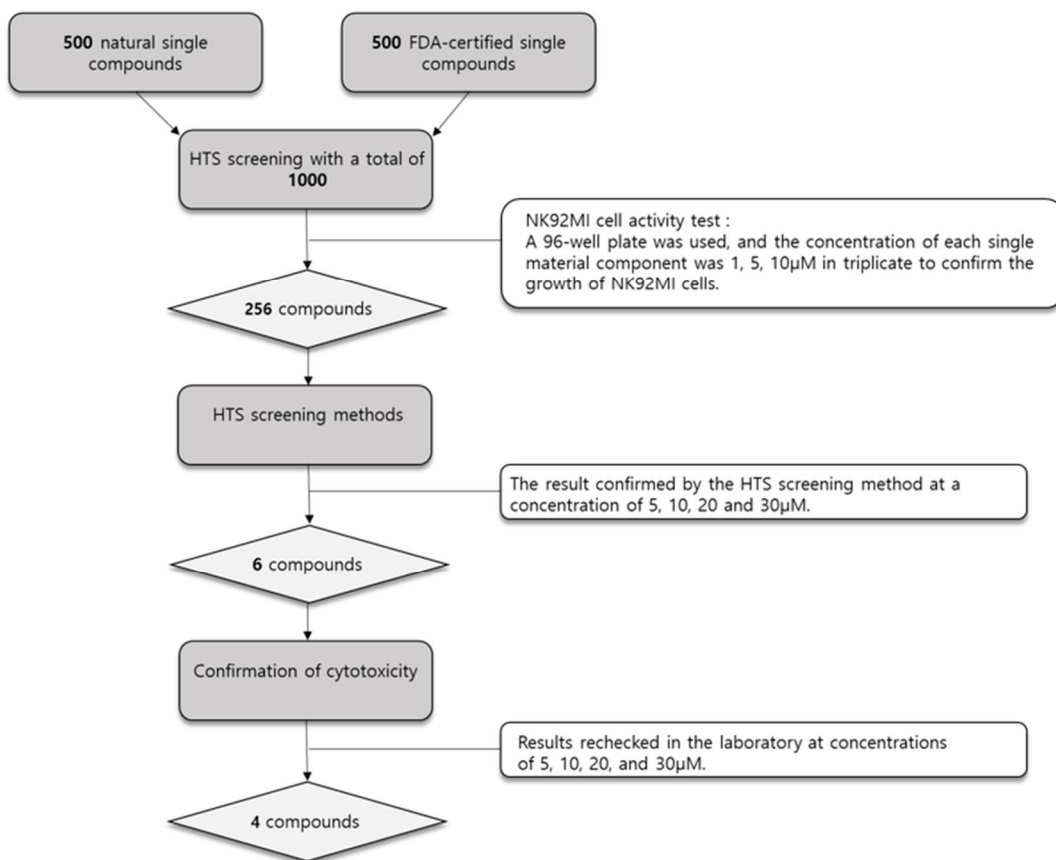 500 natural single
compounds
500 FDA-certified single
compounds
HTS screening with a total of
1000
NK92MI cell activity test :
A 96-well plate was used, and the concentration of each single
material component was 1, 5, 10μM in triplicate to confirm the
growth of NK92MI cells.
256 compounds
HTS screening methods
The result confirmed by the HTS screening method at a
concentration of 5, 10, 20 and 30μM.
6 compounds
Confirmation of cytotoxicity
Results rechecked in the laboratory at concentrations
of 5, 10, 20, and 30μM.
4 compounds